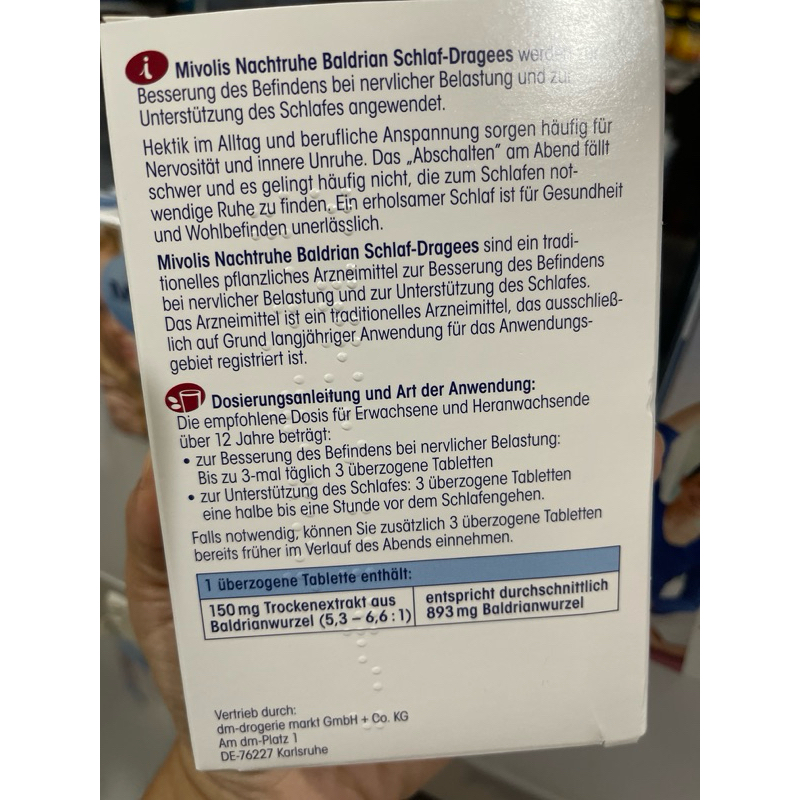 Mivolis Nachtruhe Baldrian Schlaf-Dragees werden zur
Besserung des Befindens bei nervlicher Belastung und zur
Unterstützung des Schlafes angewendet.
Hektik im Alltag und berufliche Anspannung sorgen häufig für
Nervosität und innere Unruhe. Das „Abschalten“ am Abend fällt
schwer und es gelingt häufig nicht, die zum Schlafen not-
wendige Ruhe zu finden. Ein erholsamer Schlaf ist für Gesundheit
und Wohlbefinden unerlässlich.
Mivolis Nachtruhe Baldrian Schlaf-Dragees sind ein tradi-
tionelles pflanzliches Arzneimittel zur Besserung des Befindens
bei nervlicher Belastung und zur Unterstützung des Schlafes.
Das Arzneimittel ist ein traditionelles Arzneimittel, das ausschließ-
lich auf Grund langjähriger Anwendung für das Anwendungs-
gebiet registriert ist.
Dosierungsanleitung und Art der Anwendung:
Die empfohlene Dosis für Erwachsene und Heranwachsende
über 12 Jahre beträgt:
• zur Besserung des Befindens bei nervlicher Belastung:
Bis zu 3-mal täglich 3 überzogene Tabletten
• zur Unterstützung des Schlafes: 3 überzogene Tabletten
eine halbe bis eine Stunde vor dem Schlafengehen.
Falls notwendig, können Sie zusätzlich 3 überzogene Tabletten
bereits früher im Verlauf des Abends einnehmen.
1 überzogene Tablette enthält:
150 mg Trockenextrakt aus
Baldrianwurzel (5,3 – 6,6 : 1)
entspricht durchschnittlich
893 mg Baldrianwurzel
Vertrieb durch:
dm-drogerie markt GmbH + Co. KG
Am dm-Platz 1
DE-76227 Karlsruhe